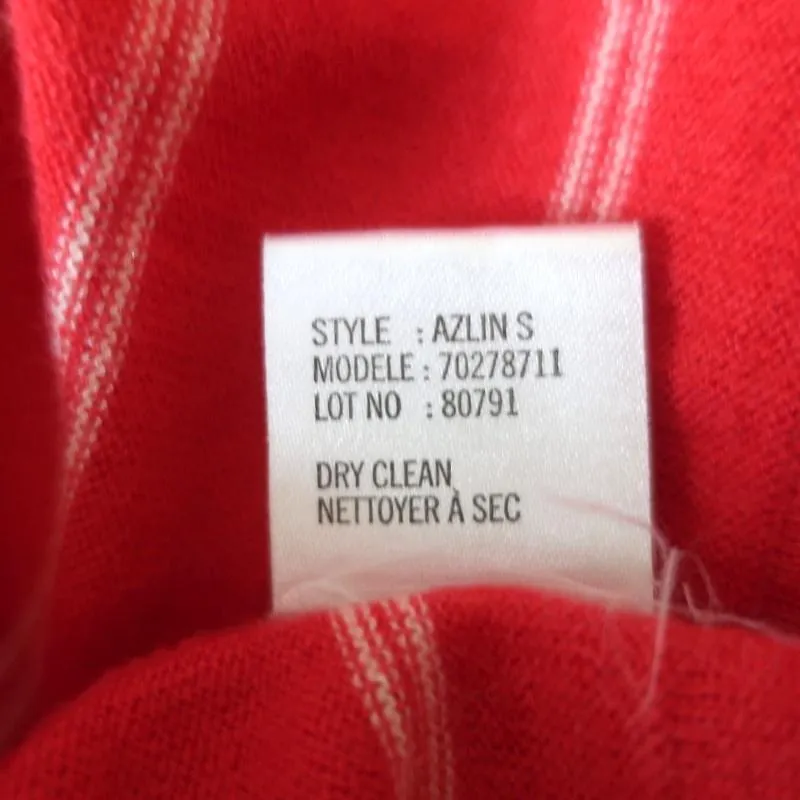 STYLE : AZLIN S
MODELE : 70278711
LOT NO : 80791
DRY CLEAN
NETTOYER À SEC